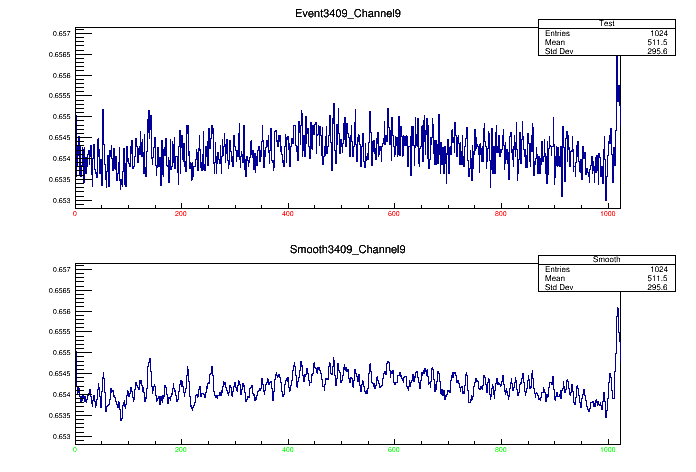 Event3409_Channel9
Test
Entries 1024
Mean 511.5
Std Dev 295.6
0.657
0.6565
0.656
0.6555
0.655
0.6545
0.654
0.6535
0.653
0 200 400 600 800 1000
Smooth3409_Channel9
Smooth
Entries 1024
Mean 511.5
Std Dev 295.6
0.657
0.6565
0.656
0.6555
0.655
0.6545
0.654
0.6535
0.653
0 200 400 600 800 1000